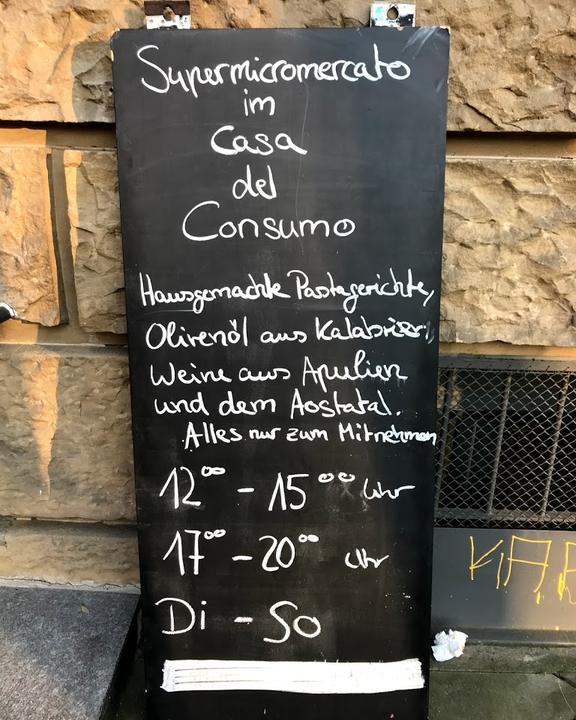 Supermicromercato
im
Casa
del
Consumo
Hausgemachte Pastagerichte,
Olivenöl aus Kalabrien,
Weine aus Apulien
und dem Aostatal.
Alles nur zum Mitnehmen
12⁰⁰ - 15⁰⁰ Uhr
17⁰⁰ - 20⁰⁰ Uhr
Di - So